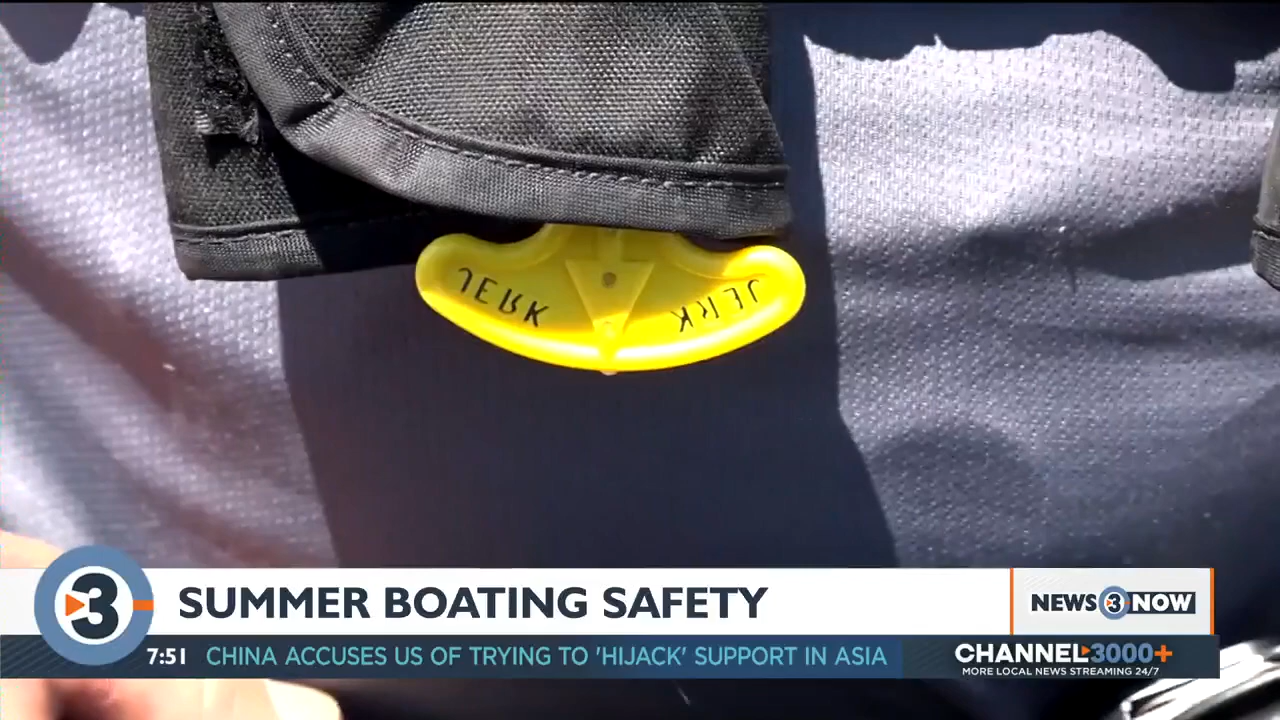 JERK JERK
3 SUMMER BOATING SAFETY NEWS 3 NOW
7:51 CHINA ACCUSES US OF TRYING TO 'HIJACK' SUPPORT IN ASIA CHANNEL3000+
MORE LOCAL NEWS STREAMING 24/7